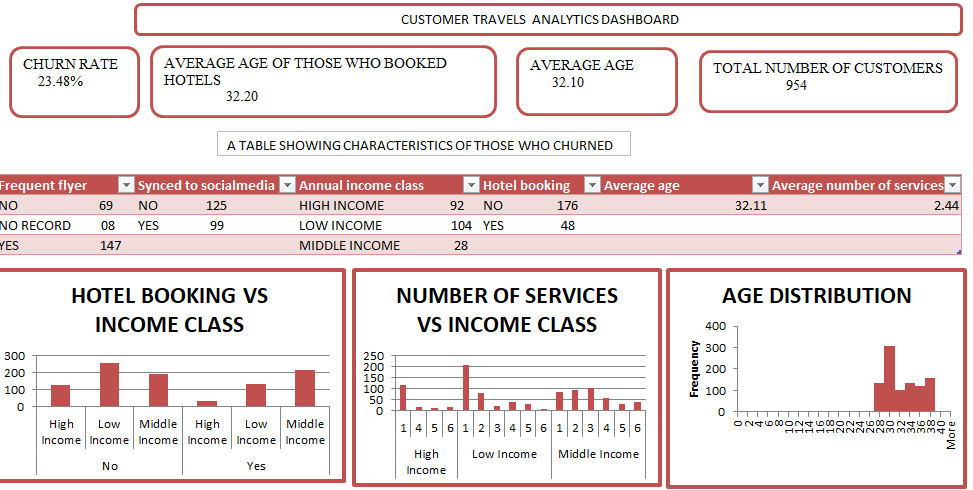 CUSTOMER TRAVELS ANALYTICS DASHBOARD
CHURN RATE
23.48%
AVERAGE AGE OF THOSE WHO BOOKED
HOTELS
32.20
AVERAGE AGE
32.10
TOTAL NUMBER OF CUSTOMERS
954
A TABLE SHOWING CHARACTERISTICS OF THOSE WHO CHURNED
Frequent flyer Synced to socialmedia Annual income class Hotel booking Average age Average number of services
NO 69 NO 125 HIGH INCOME 92 NO 176 32.11 2.44
NO RECORD 08 YES 99 LOW INCOME 104 YES 48
YES 147 MIDDLE INCOME 28
HOTEL BOOKING VS
INCOME CLASS
300
200
100
0
High Income
Low Income
Middle Income
High Income
Low Income
Middle Income
No Yes
NUMBER OF SERVICES
VS INCOME CLASS
250
200
150
100
50
0
1 4 5 6 1 2 3 4 5 6 1 2 3 4 5 6
High Income
Low Income
Middle Income
AGE DISTRIBUTION
Frequency
400
300
200
100
0
0 2 4 6 8 10 12 14 16 18 20 22 24 26 28 30 32 34 36 38 40 More